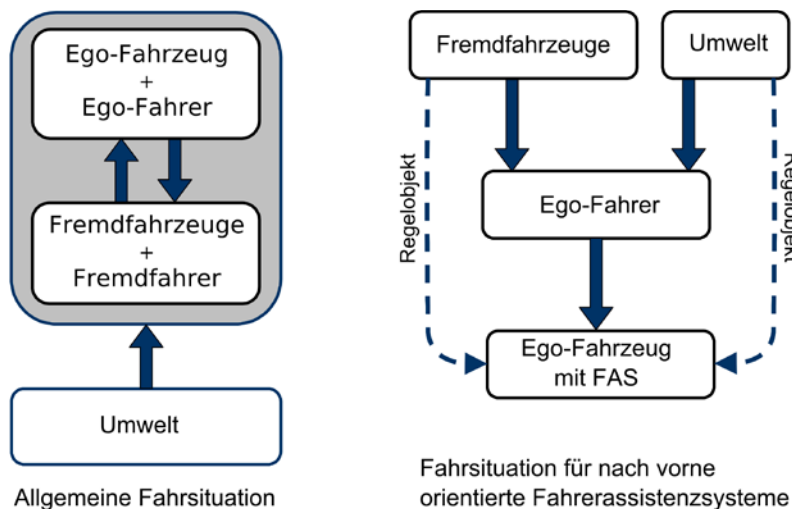 Ego-Fahrzeug
+
Ego-Fahrer
Fremdfahrzeuge
+
Fremdfahrer
Umwelt
Allgemeine Fahrsituation
Fremdfahrzeuge
Umwelt
Regelobjekt
Regelobjekt
Ego-Fahrer
Ego-Fahrzeug
mit FAS
Fahrsituation für nach vorne
orientierte Fahrerassistenzsysteme